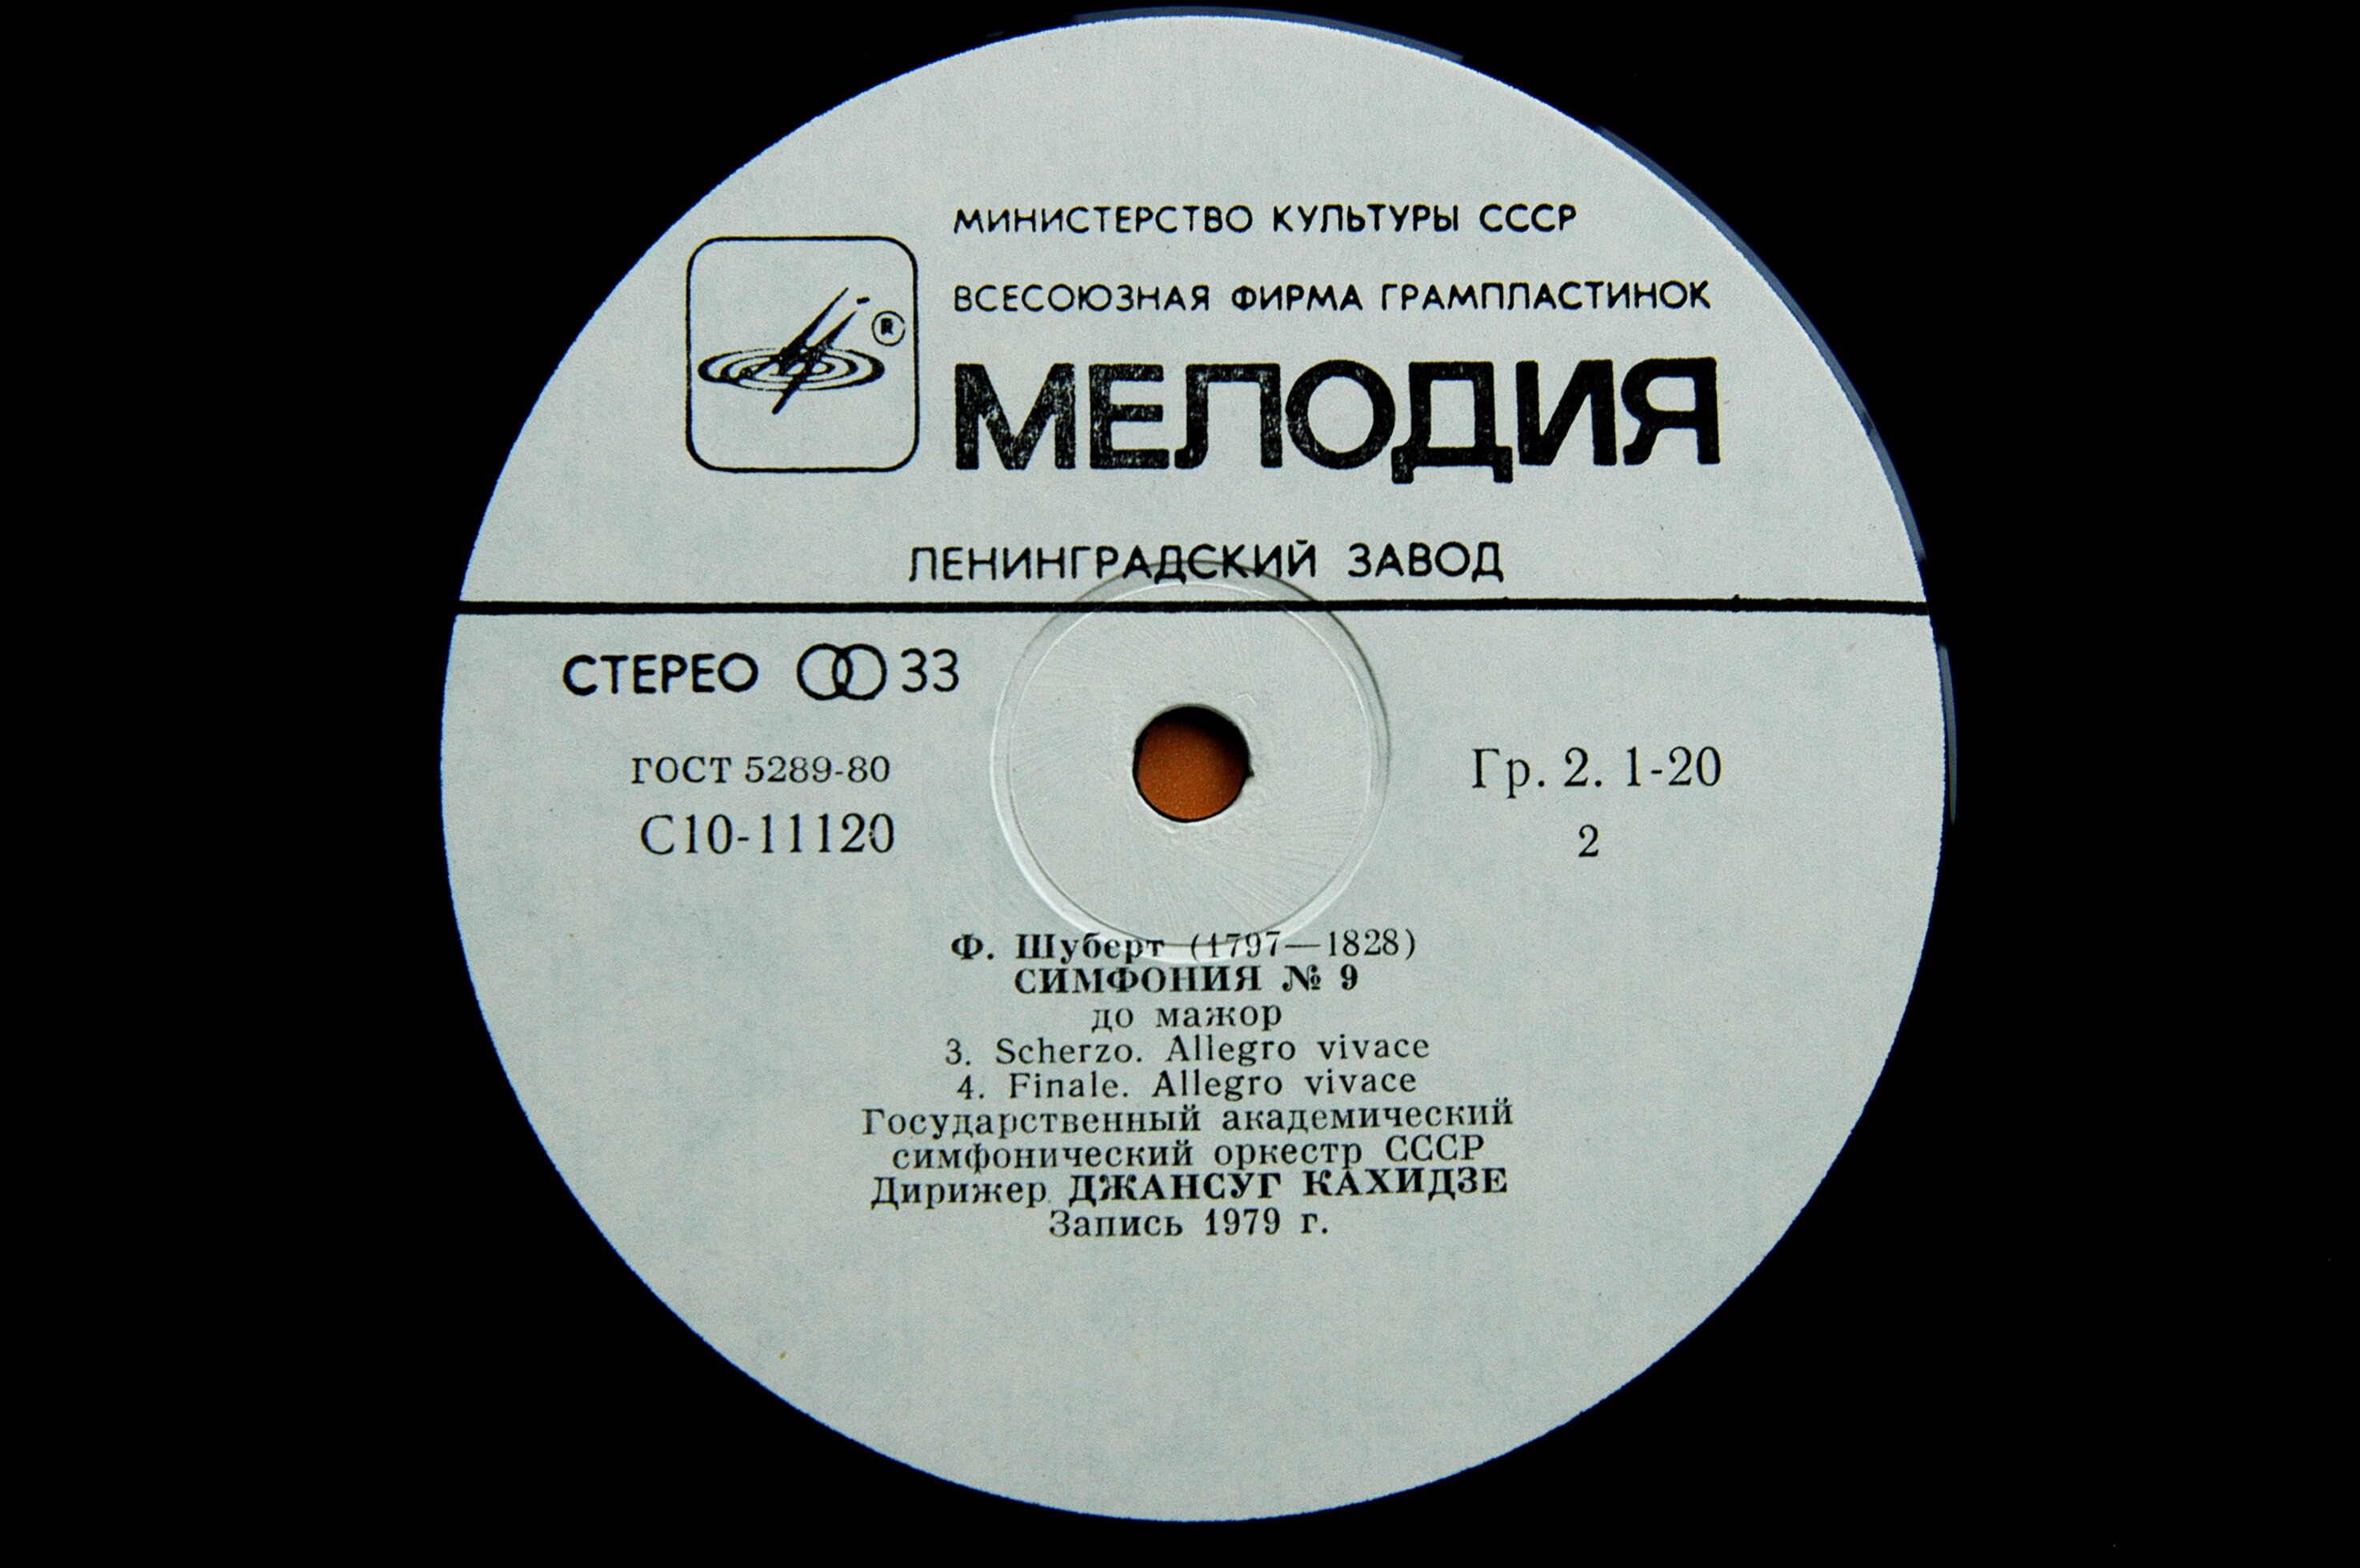 МИНИСТЕРСТВО КУЛЬТУРЫ СССР
ВСЕСОЮЗНАЯ ФИРМА ГРАМПЛАСТИНОК
®
МЕЛОДИЯ
ЛЕНИНГРАДСКИЙ ЗАВОД
СТЕРЕО 33
ГОСТ 5289-80
Гр. 2. 1-20
С10-11120
2
Ф. Шуберт (1797—1828)
СИМФОНИЯ № 9
до мажор
3. Scherzo. Allegro vivace
4. Finale. Allegro vivace
Государственный академический
симфонический оркестр СССР
Дирижер ДЖАНСУГ КАХИДЗЕ
Запись 1979 г.